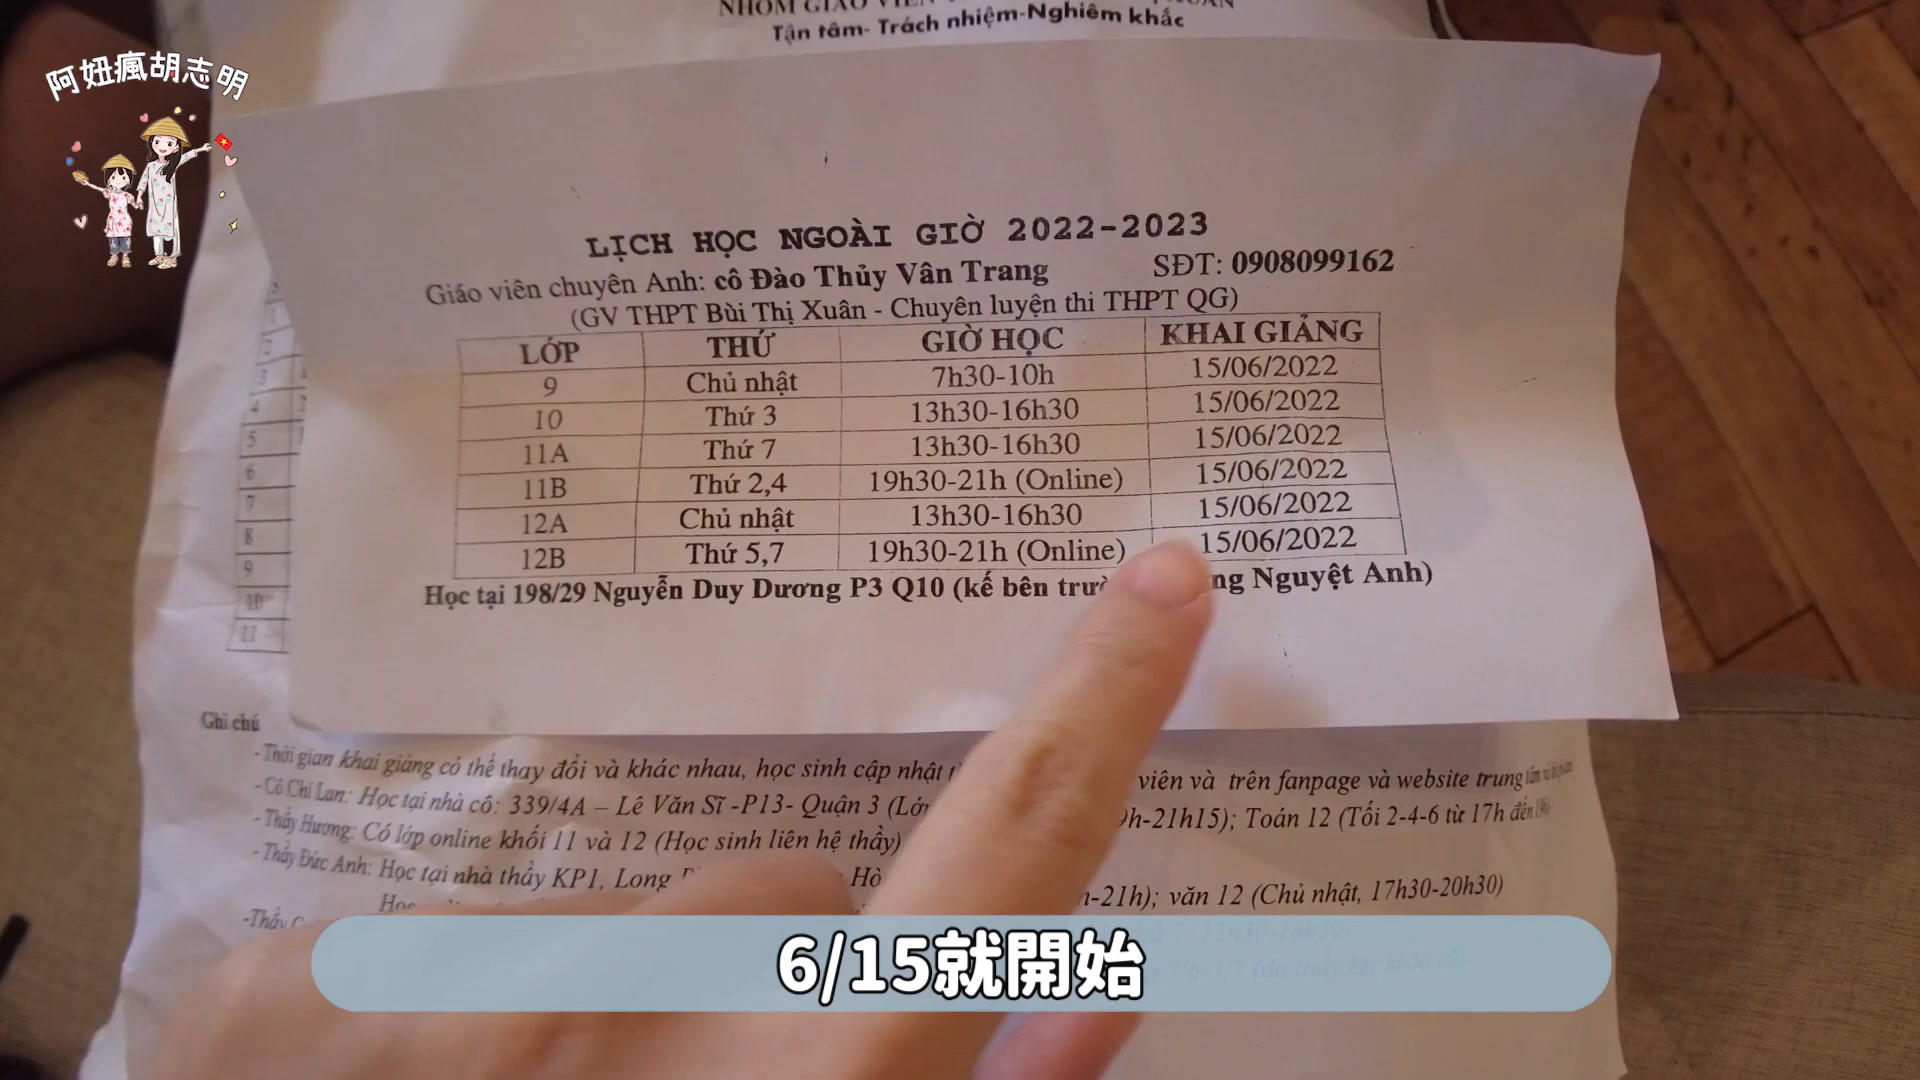 阿妞瘋胡志明
Tận tâm- Trách nhiệm-Nghiêm khắc
LỊCH HỌC NGOÀI GIỜ 2022-2023
Giáo viên chuyên Anh: cô Đào Thủy Vân Trang SĐT: 0908099162
(GV THPT Bùi Thị Xuân - Chuyên luyện thi THPT QG)
LỚP THỨ GIỜ HỌC KHAI GIẢNG
9 Chủ nhật 7h30-10h 15/06/2022
10 Thứ 3 13h30-16h30 15/06/2022
11A Thứ 7 13h30-16h30 15/06/2022
11B Thứ 2,4 19h30-21h (Online) 15/06/2022
12A Chủ nhật 13h30-16h30 15/06/2022
12B Thứ 5,7 19h30-21h (Online) 15/06/2022
Học tại 198/29 Nguyễn Duy Dương P3 Q10 (kế bên Nguyệt Anh)
4
5
6
7
8
9
10
11
Ghi chú
-Thời gian khai giảng có thể thay đổi và khác nhau, học sinh cập nhật viên và trên fanpage và website trung
-Cô Chi Lan: Học tại nhà cô: 339/4A – Lê Văn Sĩ -P13- Quận 3 9h-21h15); Toán 12 (Tối 2-4-6 từ 17h đến
-Thầy Hương: Có lớp online khối 11 và 12 (Học sinh liên hệ thầy)
-Thầy Đức Anh: Học tại nhà thầy KP1, Long -21h); văn 12 (Chủ nhật, 17h30-20h30)
-Thầy
6/15就開始